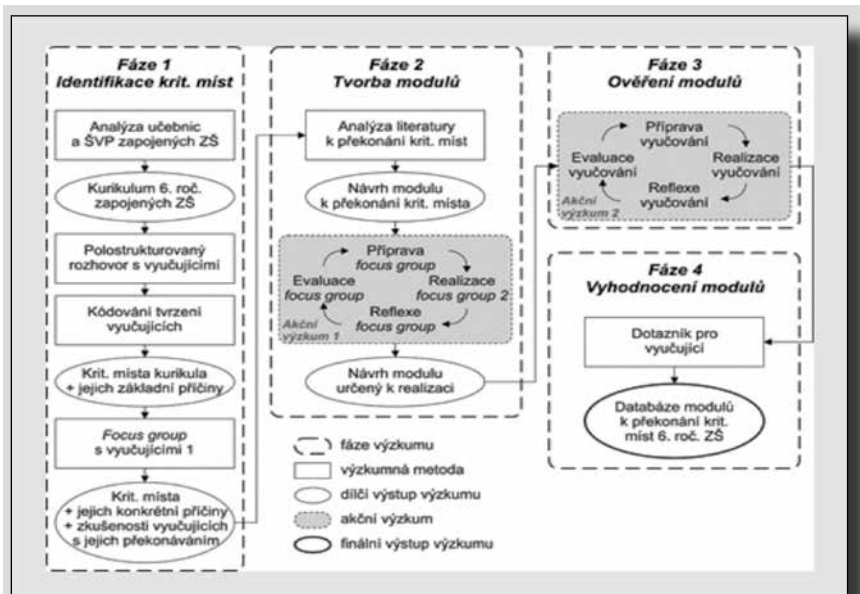 Fáze 1
Identifikace krit. míst
Analýza učebnic
a ŠVP zapojených ZŠ
Kurikulum 6. roč.
zapojených ZŠ
Polostrukturovaný
rozhovor s vyučujícími
Kódování tvrzení
vyučujících
Krit. místa kurikula
+ jejich základní příčiny
Focus group
s vyučujícími 1
Krit. místa
+ jejich konkrétní příčiny
+ zkušenosti vyučujících
s jejich překonáváním
Fáze 2
Tvorba modulů
Analýza literatury
k překonání krit. míst
Návrh modulu
k překonání krit. místa
Příprava
focus group
Evaluace
focus group
Realizace
focus group 2
Reflexe
focus group
Akční
výzkum 1
Návrh modulu
určený k realizaci
fáze výzkumu
výzkumná metoda
dílčí výstup výzkumu
akční výzkum
finální výstup výzkumu
Fáze 3
Ověření modulů
Příprava
vyučování
Evaluace
vyučování
Realizace
vyučování
Reflexe
vyučování
Akční
výzkum 2
Fáze 4
Vyhodnocení modulů
Dotazník pro
vyučující
Databáze modulů
k překonání krit.
míst 6. roč. ZŠ